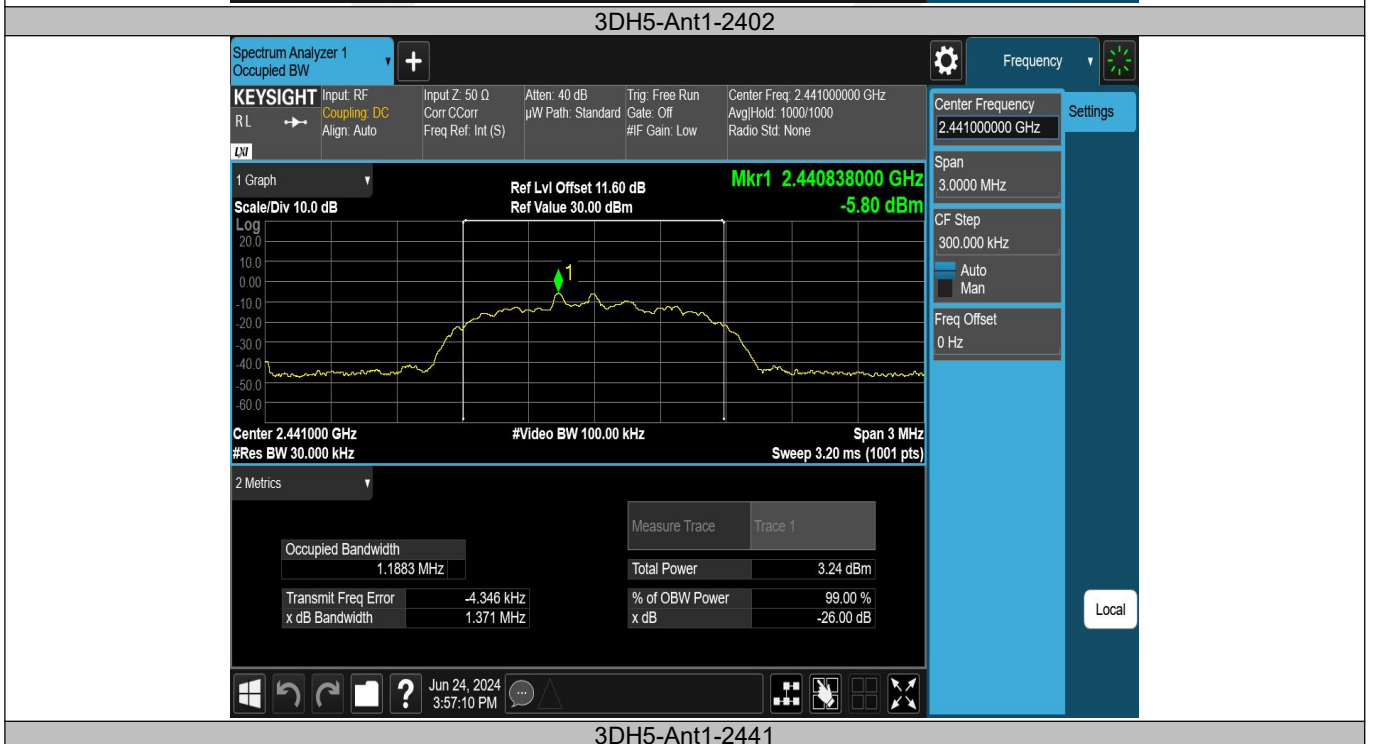 3DH5-Ant1-2402
Spectrum Analyzer 1
Occupied BW
+
Frequency
KEYSIGHT
RL
LXI
Input: RF
Coupling: DC
Align: Auto
Input Z: 50 Ω
Corr CCorr
Freq Ref: Int (S)
Atten: 40 dB
µW Path: Standard
Trig: Free Run
Gate: Off
#IF Gain: Low
Center Freq: 2.441000000 GHz
Avg|Hold: 1000/1000
Radio Std: None
Center Frequency
2.441000000 GHz
Settings
Span
3.0000 MHz
CF Step
300.000 kHz
Auto
Man
Freq Offset
0 Hz
Local
1 Graph
Scale/Div 10.0 dB
Ref Lvl Offset 11.60 dB
Ref Value 30.00 dBm
Mkr1 2.440838000 GHz
-5.80 dBm
Log
20.0
10.0
0.00
-10.0
-20.0
-30.0
-40.0
-50.0
-60.0
1
Center 2.441000 GHz
#Video BW 100.00 kHz
Span 3 MHz
#Res BW 30.000 kHz
Sweep 3.20 ms (1001 pts)
2 Metrics
Measure Trace Trace 1
Occupied Bandwidth
1.1883 MHz
Total Power 3.24 dBm
Transmit Freq Error -4.346 kHz
% of OBW Power 99.00 %
x dB Bandwidth 1.371 MHz
x dB -26.00 dB
?
Jun 24, 2024
3:57:10 PM
3DH5-Ant1-2441